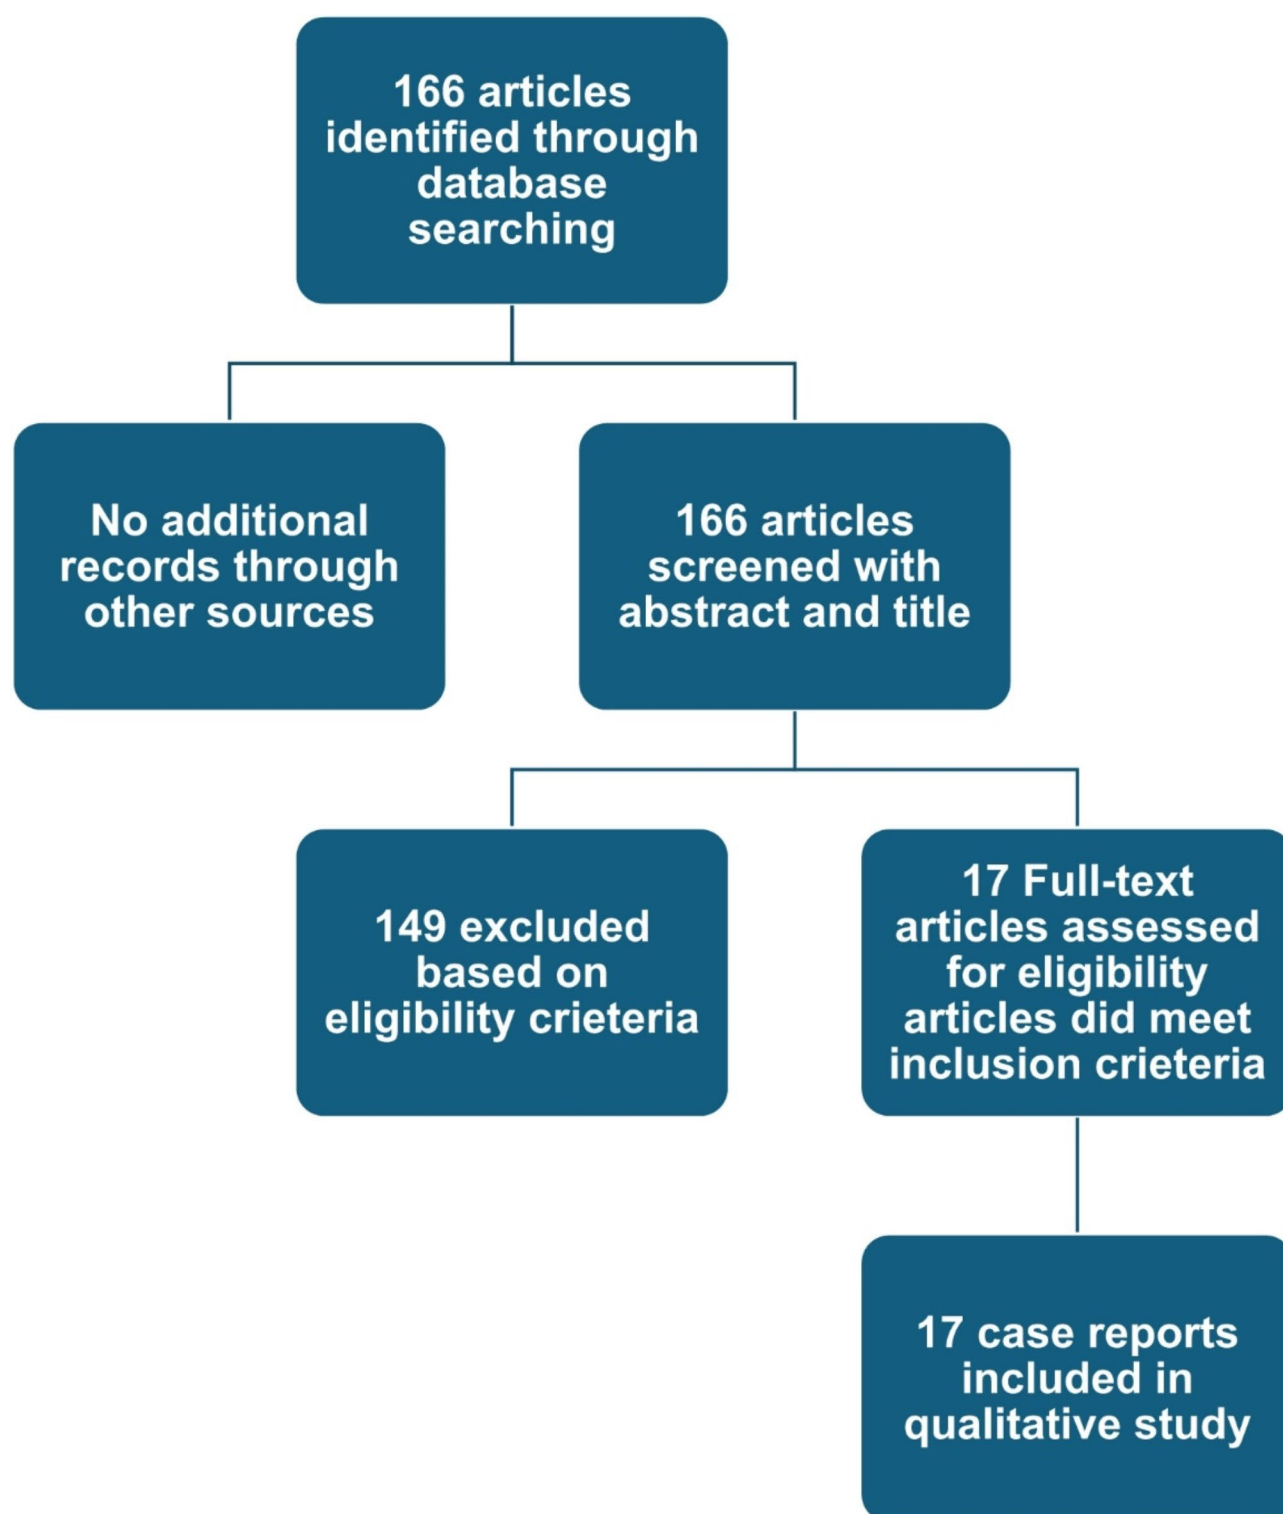 166 articles
identified through
database
searching
No additional
records through
other sources
166 articles
screened with
abstract and title
149 excluded
based on
eligibility crieteria
17 Full-text
articles assessed
for eligibility
articles did meet
inclusion crieteria
17 case reports
included in
qualitative study